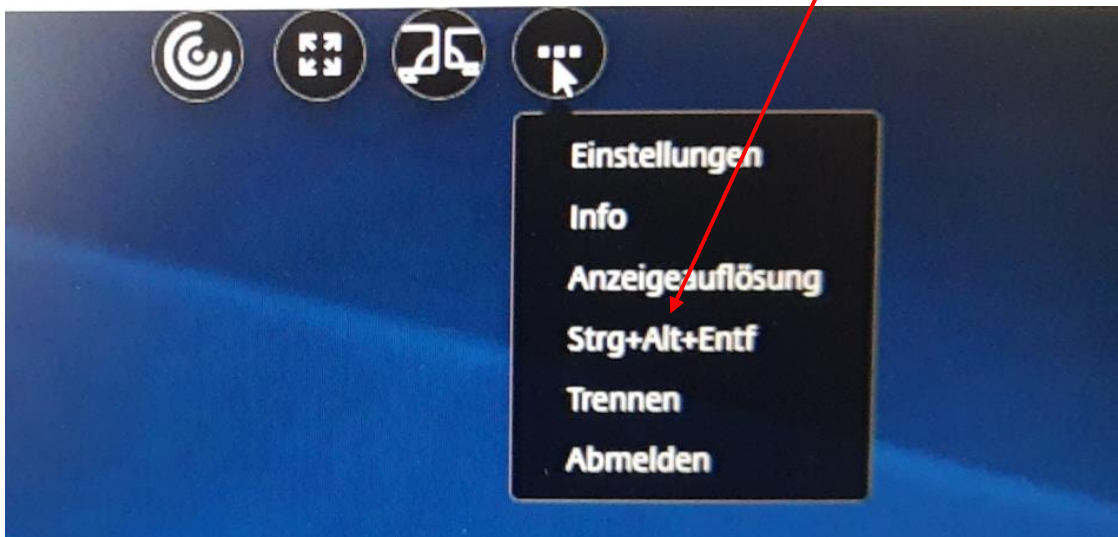 Einstellungen
Info
Anzeigeauflösung
Strg+Alt+Entf
Trennen
Abmelden